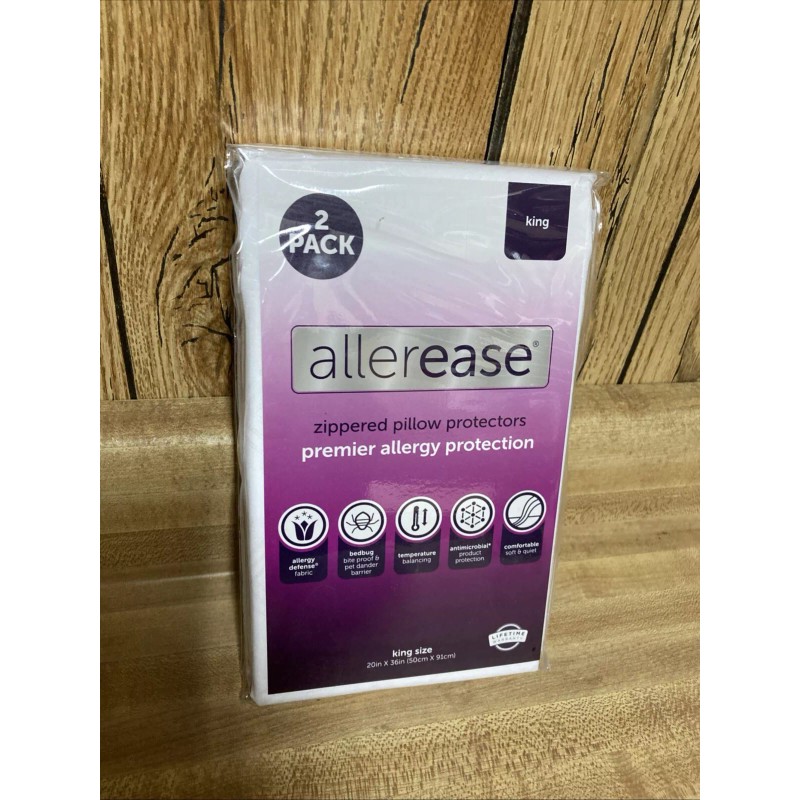 2
PACK
king
allerease®
zippered pillow protectors
premier allergy protection
allergy
defense®
fabric
bedbug
bite proof &
pet dander
barrier
temperature
balancing
antimicrobial*
product
protection
comfortable
soft & quiet
LIFETIME
WARRANTY
king size
20in X 36in (50cm X 91cm)